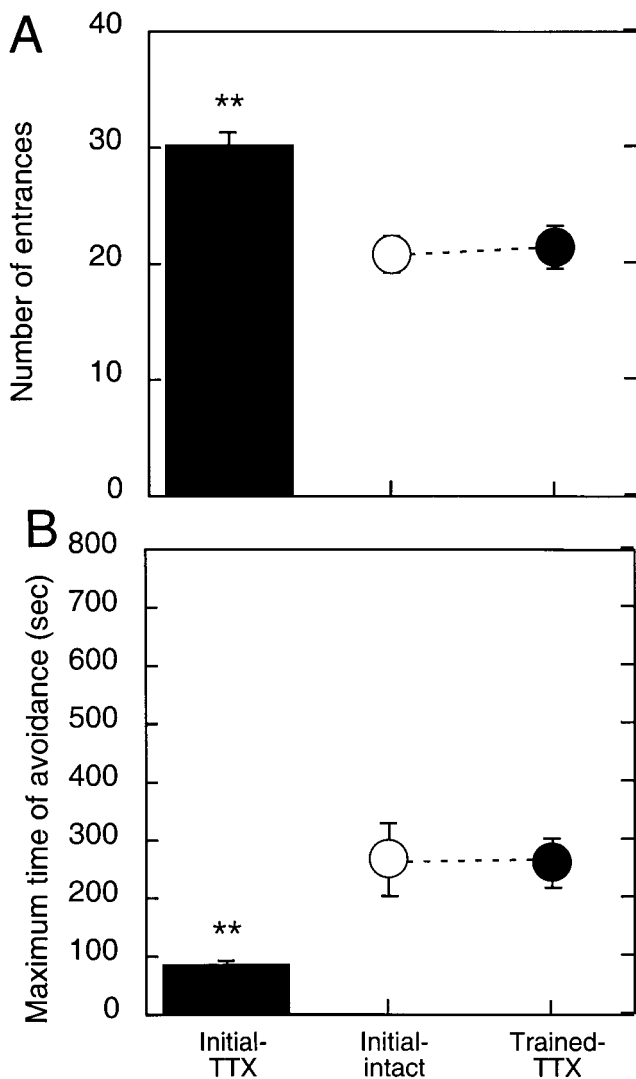 A
Number of entrances
40
30
20
10
0
**
B
Maximum time of avoidance (sec)
800
700
600
500
400
300
200
100
0
**
Initial-
TTX
Initial-
intact
Trained-
TTX